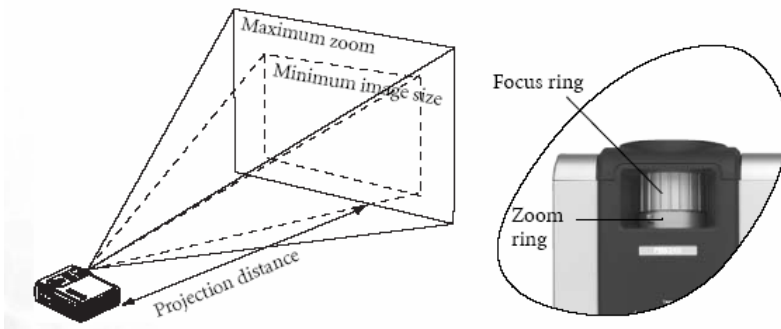 Maximum zoom
Minimum image size
Projection distance
Focus ring
Zoom
ring